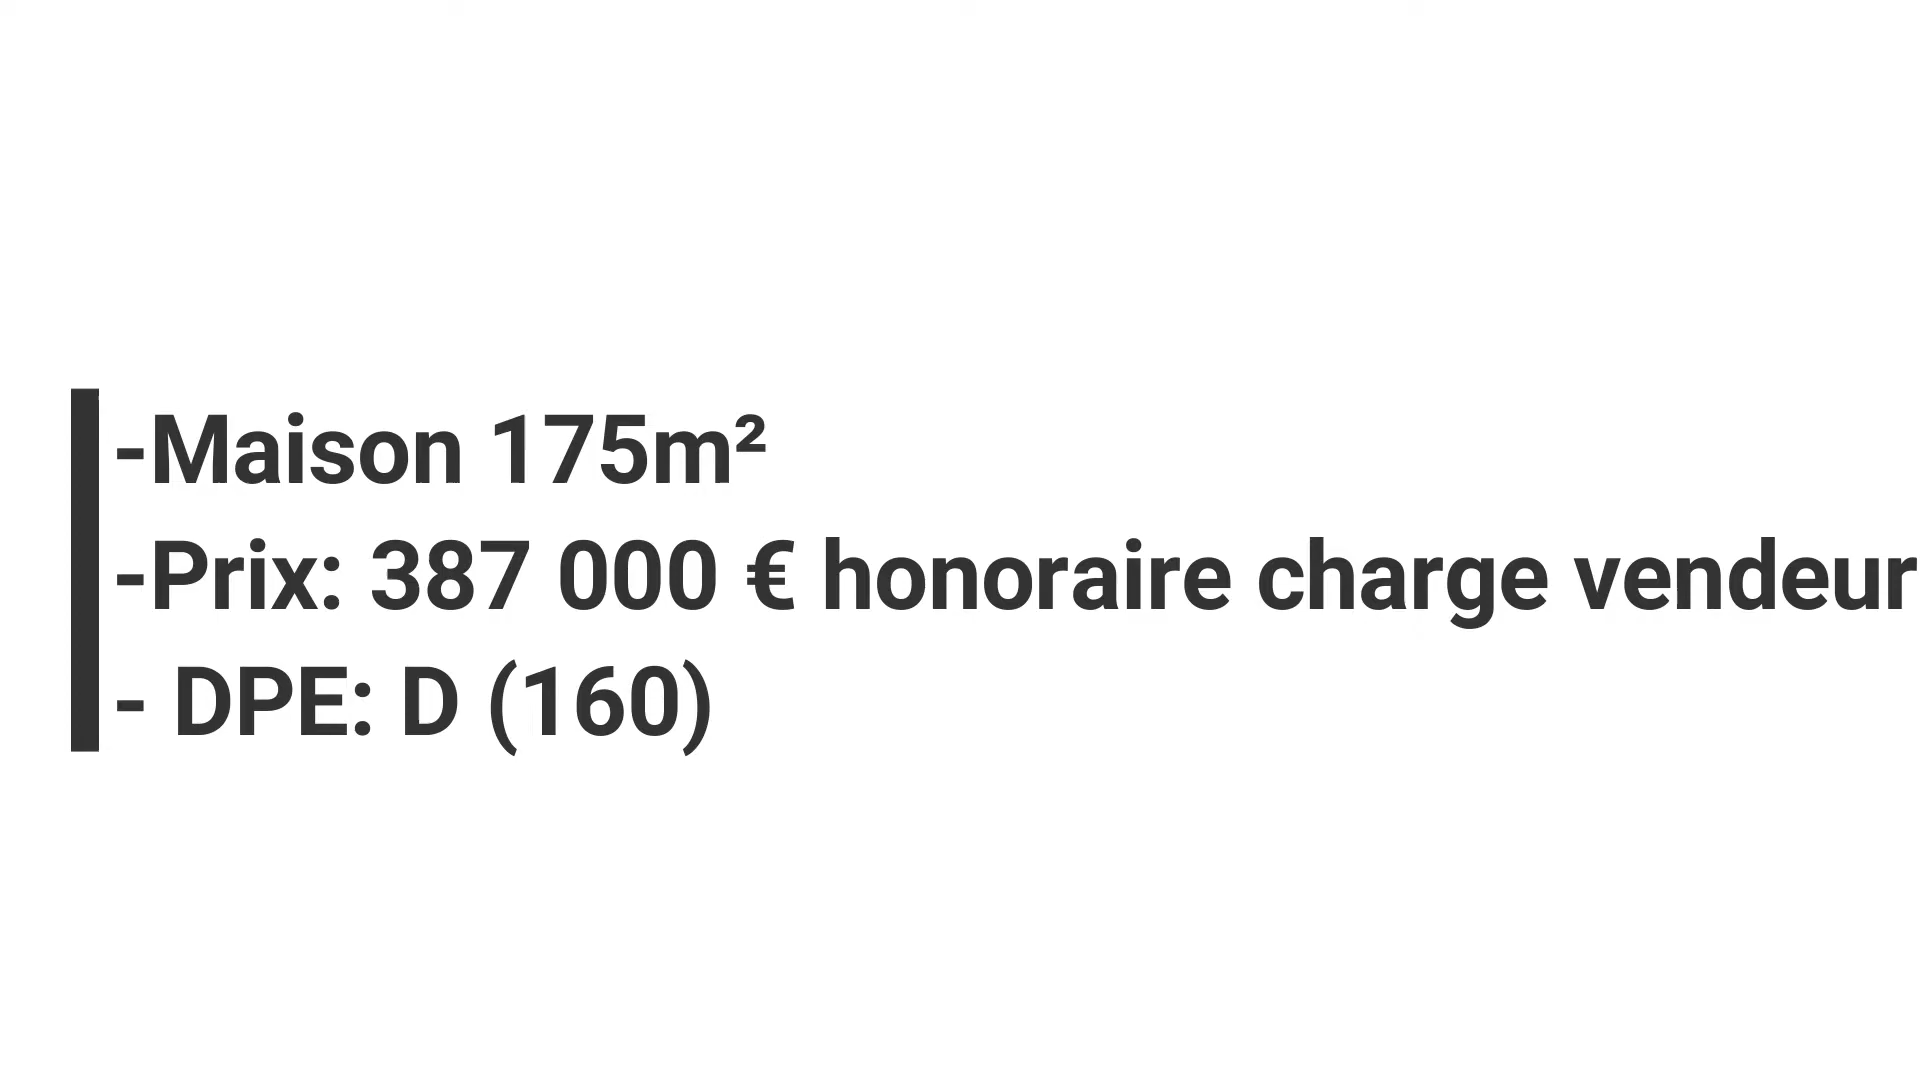 -Maison 175m²
-Prix: 387 000 € honoraire charge vendeur
- DPE: D (160)